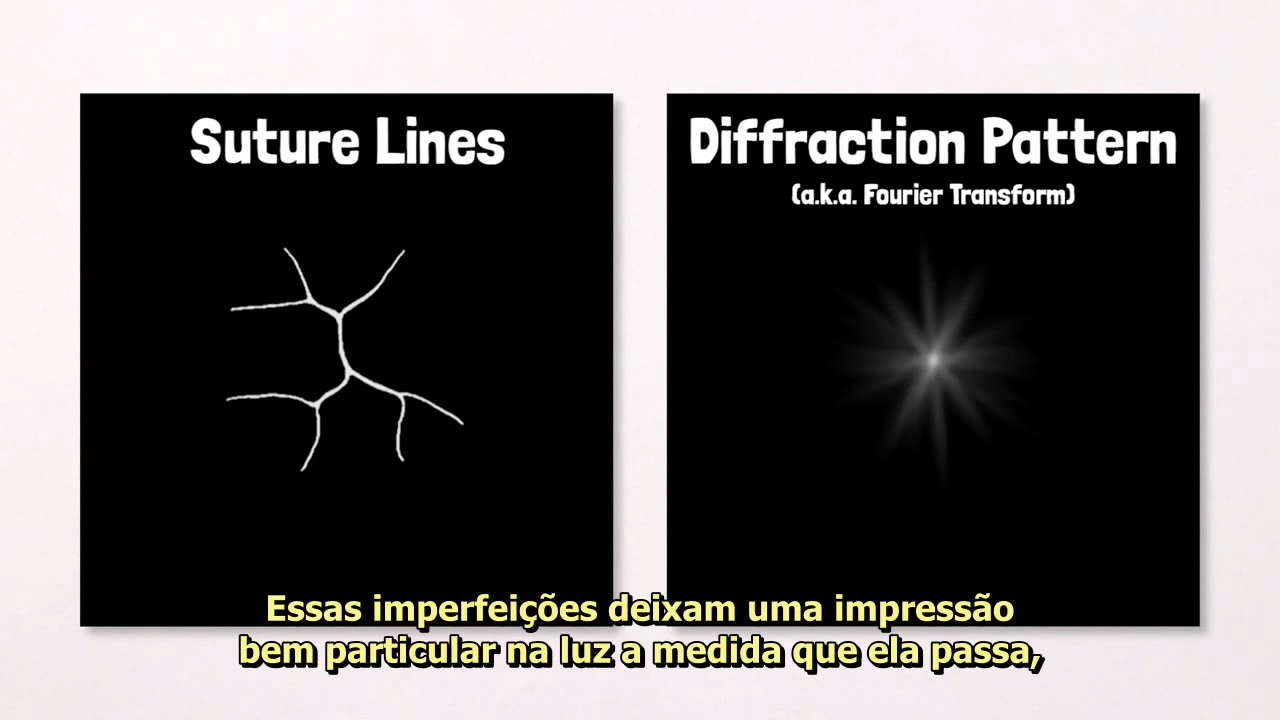 Suture Lines
Diffraction Pattern
(a.k.a. Fourier Transform)
Essas imperfeições deixam uma impressão
bem particular na luz a medida que ela passa,